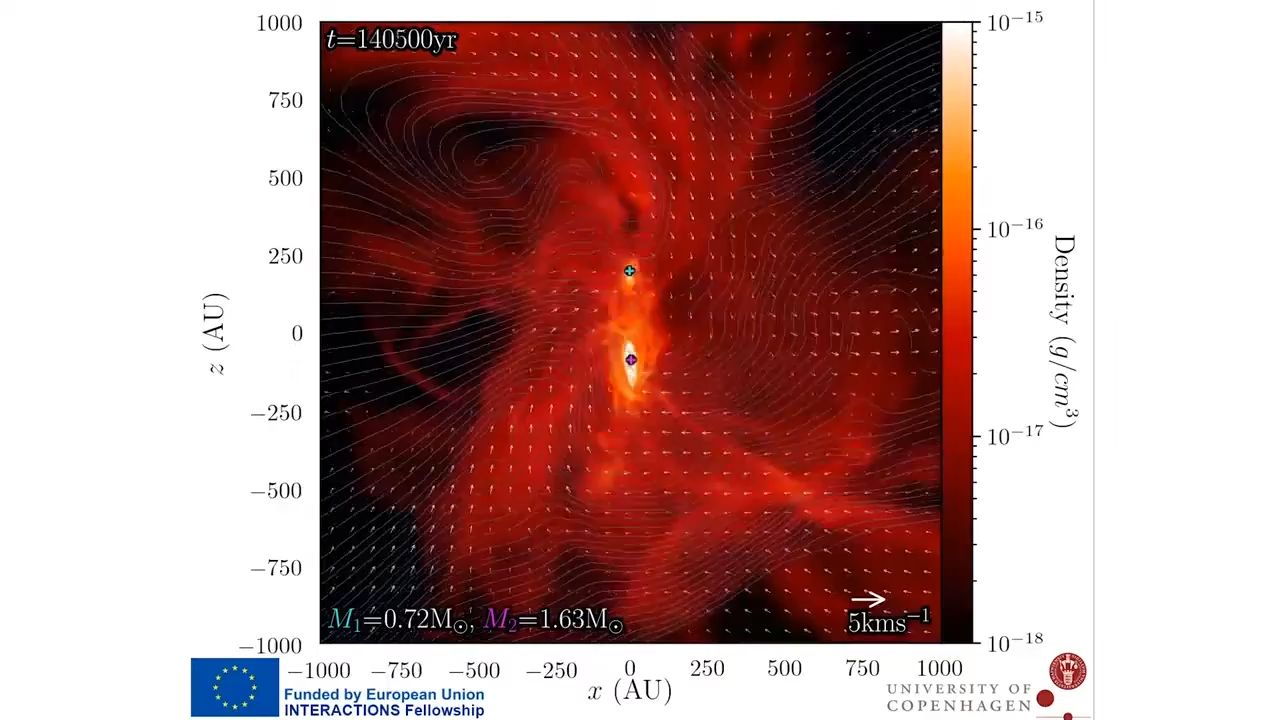 t=140500yr
1000
750
500
250
0
−250
−500
−750
−1000
z (AU)
M₁=0.72M⊙, M₂=1.63M⊙
5kms⁻¹
−1000 −750 −500 −250 0 250 500 750 1000
x (AU)
10⁻¹⁵
10⁻¹⁶
10⁻¹⁷
10⁻¹⁸
Density (g/cm³)
Funded by European Union
INTERACTIONS Fellowship
UNIVERSITY OF
COPENHAGEN